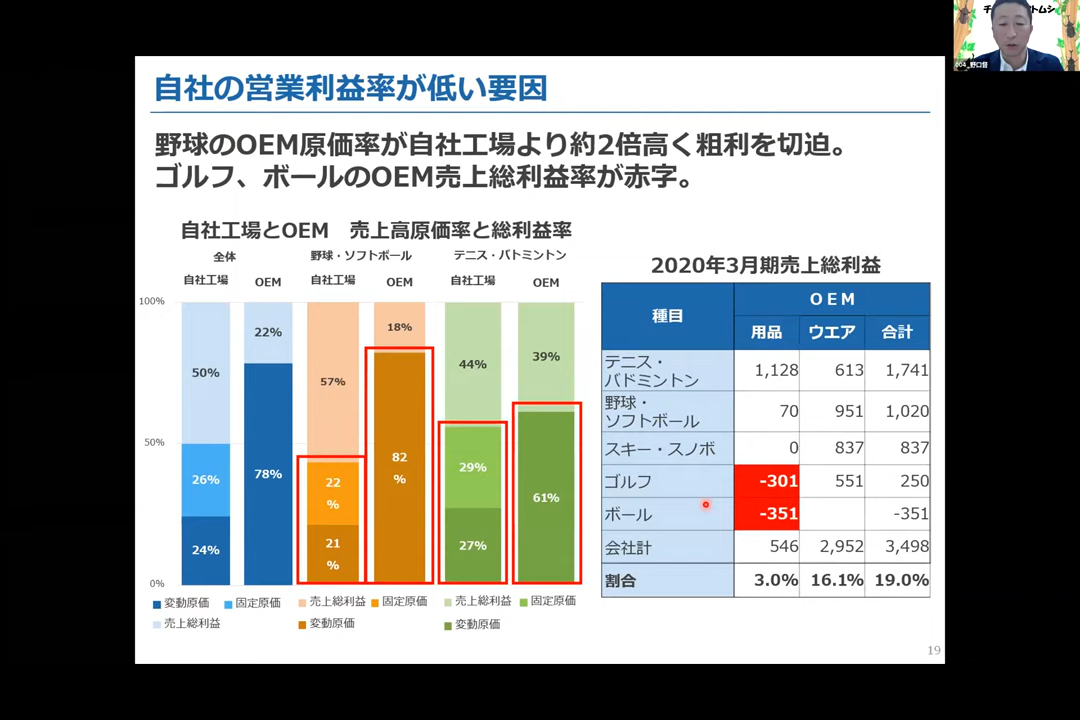 チ
トムシ
004_野口督
自社の営業利益率が低い要因
野球のOEM原価率が自社工場より約2倍高く粗利を切迫。
ゴルフ、ボールのOEM売上総利益率が赤字。
自社工場とOEM　売上高原価率と総利益率
全体
野球・ソフトボール
テニス・バトミントン
自社工場
OEM
自社工場
OEM
自社工場
OEM
100%
50%
0%
50%
26%
24%
22%
78%
57%
22
%
21
%
18%
82
%
44%
29%
27%
39%
61%
変動原価
固定原価
売上総利益
売上総利益
固定原価
変動原価
売上総利益
固定原価
変動原価
2020年3月期売上総利益
種目
OEM
用品 ウエア 合計
テニス・
バドミントン
1,128 613 1,741
野球・
ソフトボール
70 951 1,020
スキー・スノボ 0 837 837
ゴルフ -301 551 250
ボール -351 -351
会社計 546 2,952 3,498
割合 3.0% 16.1% 19.0%
19